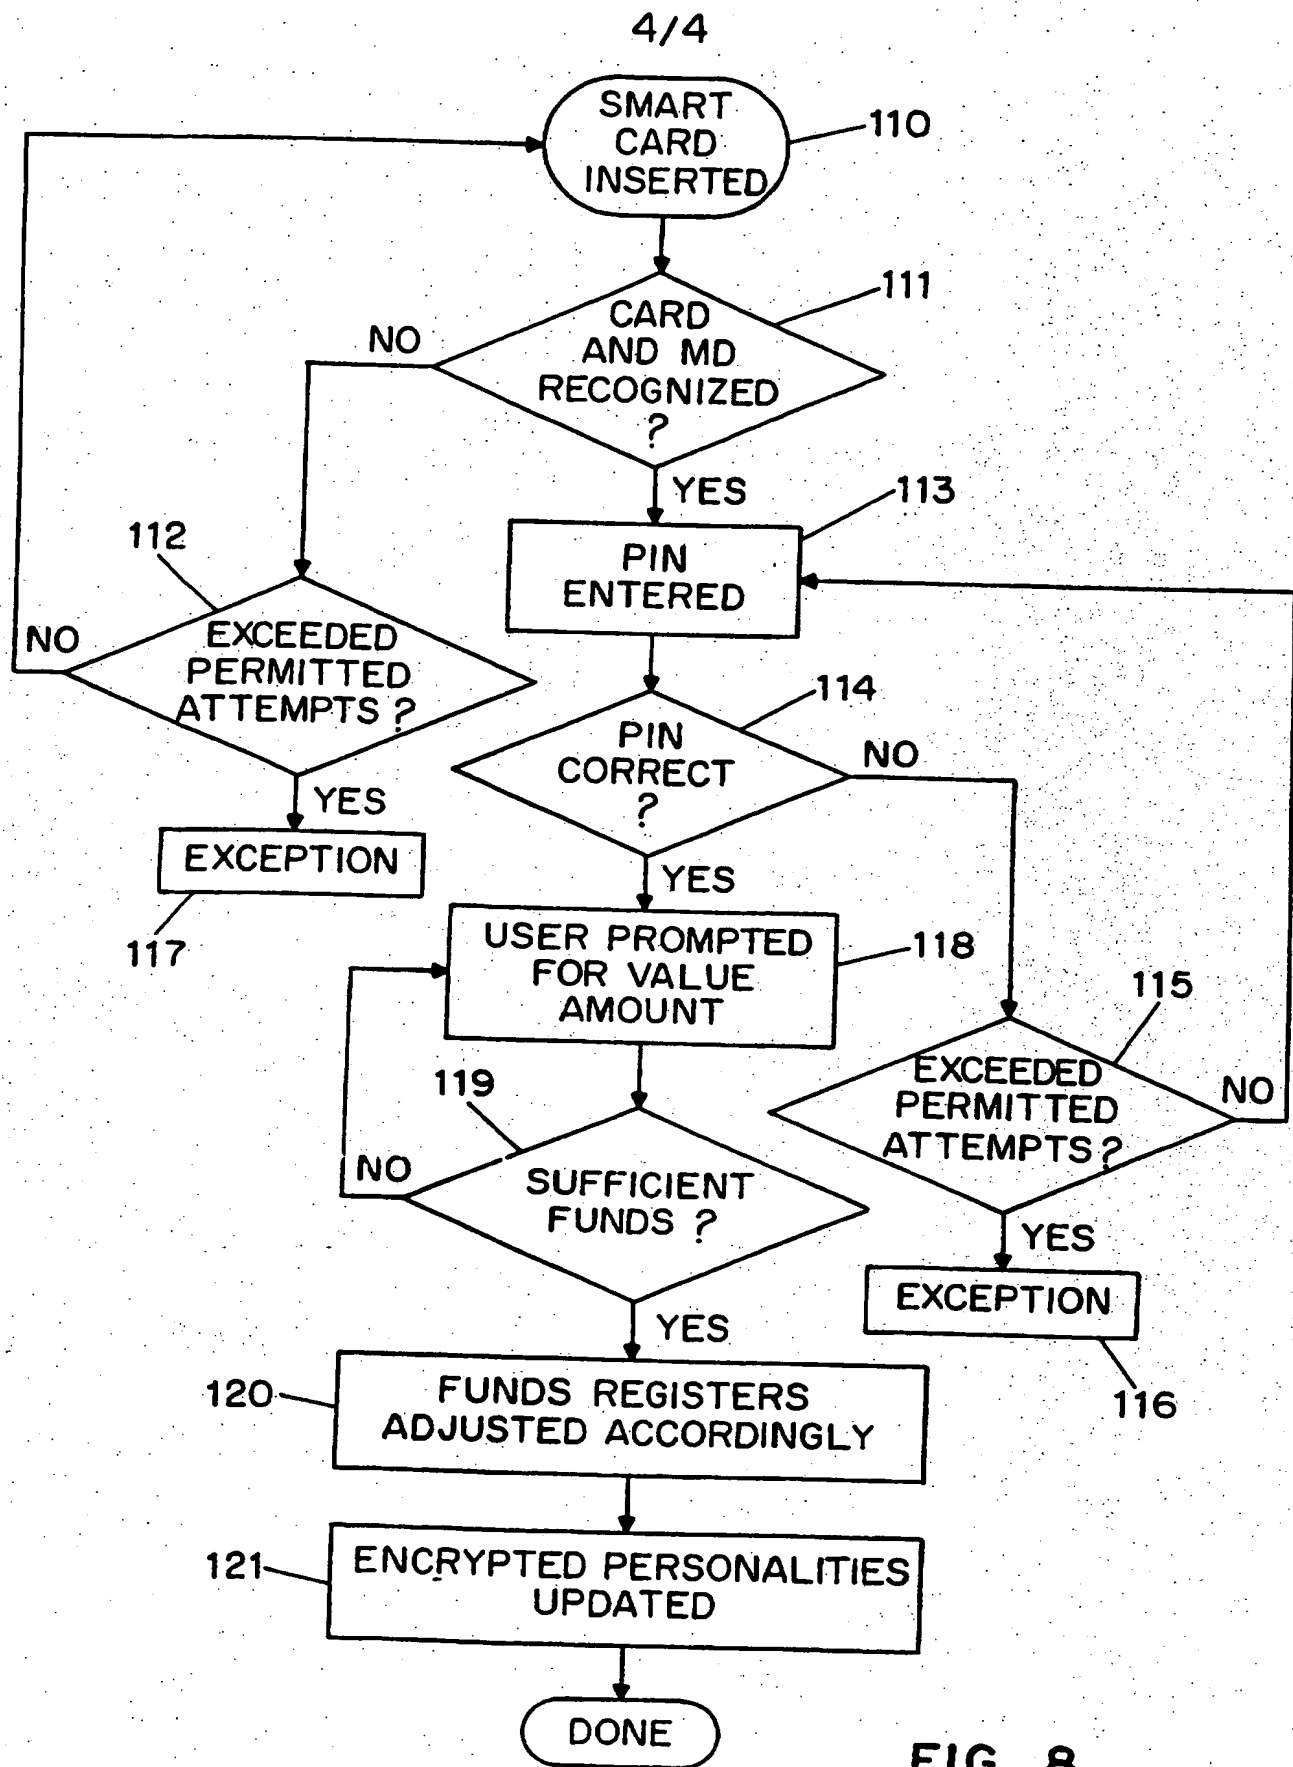 4/4
SMART
CARD
INSERTED
110
111
CARD
AND MD
RECOGNIZED
?
NO
YES
113
112
PIN
ENTERED
EXCEEDED
PERMITTED
ATTEMPTS ?
NO
114
PIN
CORRECT
?
NO
YES
EXCEPTION
117
YES
USER PROMPTED
FOR VALUE
AMOUNT
118
115
119
EXCEEDED
PERMITTED
ATTEMPTS ?
NO
NO
SUFFICIENT
FUNDS ?
YES
EXCEPTION
116
YES
120
FUNDS REGISTERS
ADJUSTED ACCORDINGLY
121
ENCRYPTED PERSONALITIES
UPDATED
DONE
FIG. 8